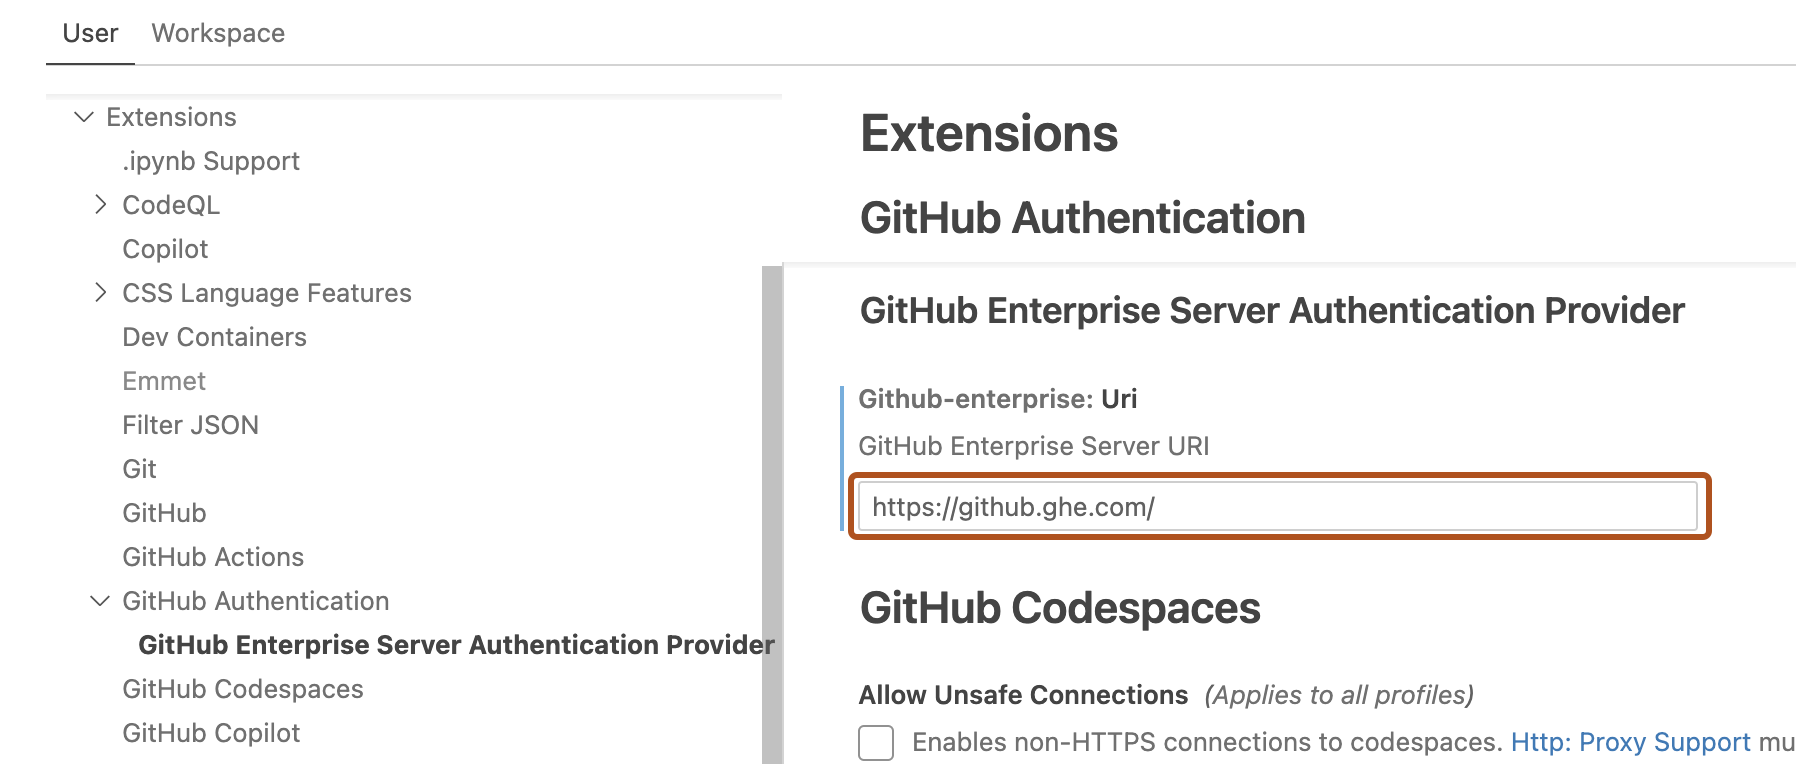 User Workspace
Extensions
.ipynb Support
CodeQL
Copilot
CSS Language Features
Dev Containers
Emmet
Filter JSON
Git
GitHub
GitHub Actions
GitHub Authentication
GitHub Enterprise Server Authentication Provider
GitHub Codespaces
GitHub Copilot
Extensions
GitHub Authentication
GitHub Enterprise Server Authentication Provider
Github-enterprise: Uri
GitHub Enterprise Server URI
https://github.ghe.com/
GitHub Codespaces
Allow Unsafe Connections (Applies to all profiles)
Enables non-HTTPS connections to codespaces. Http: Proxy Support mu